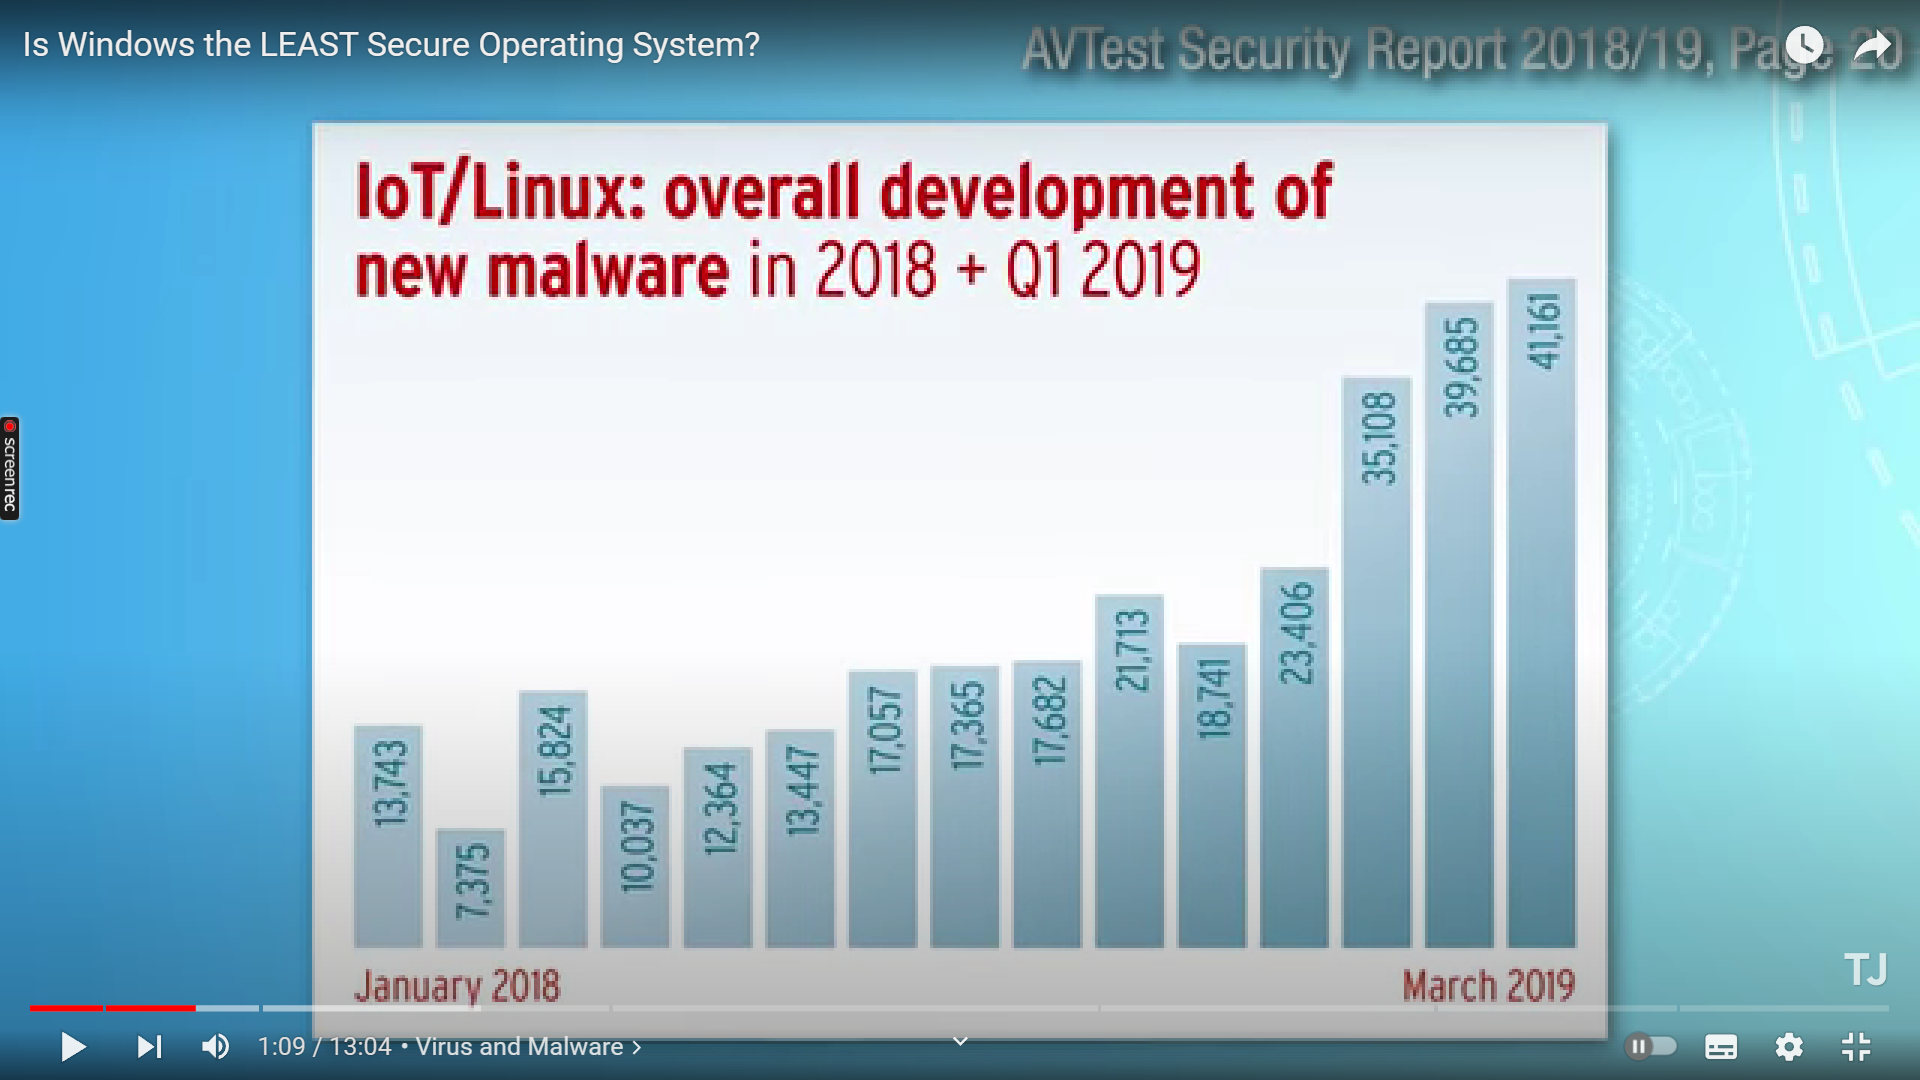 Is Windows the LEAST Secure Operating System?
AVTest Security Report 2018/19, Page 20
IoT/Linux: overall development of
new malware in 2018 + Q1 2019
13,743
7,375
15,824
10,037
12,364
13,447
17,057
17,365
17,682
21,713
18,741
23,406
35,108
39,685
41,161
January 2018
March 2019
screenrec
TJ
1:09 / 13:04 • Virus and Malware